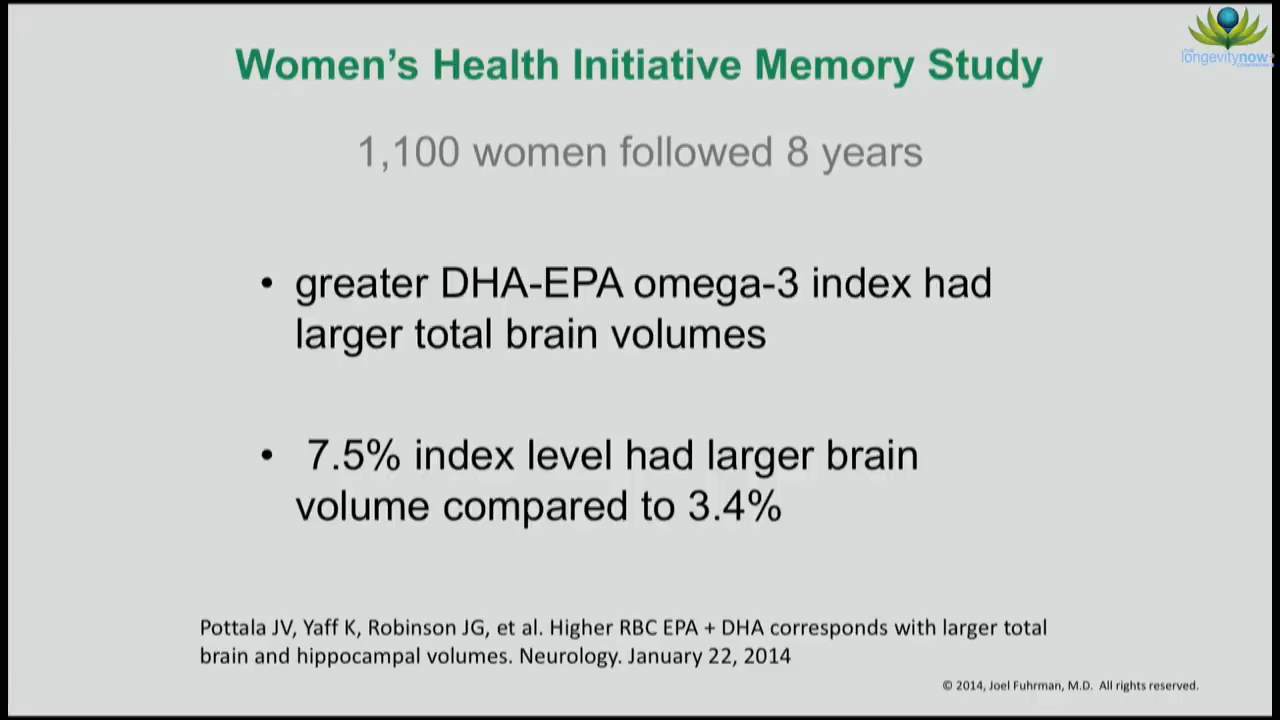 Women's Health Initiative Memory Study
longevitynow
1,100 women followed 8 years
• greater DHA-EPA omega-3 index had
larger total brain volumes
• 7.5% index level had larger brain
volume compared to 3.4%
Pottala JV, Yaff K, Robinson JG, et al. Higher RBC EPA + DHA corresponds with larger total
brain and hippocampal volumes. Neurology. January 22, 2014
© 2014, Joel Fuhrman, M.D. All rights reserved.